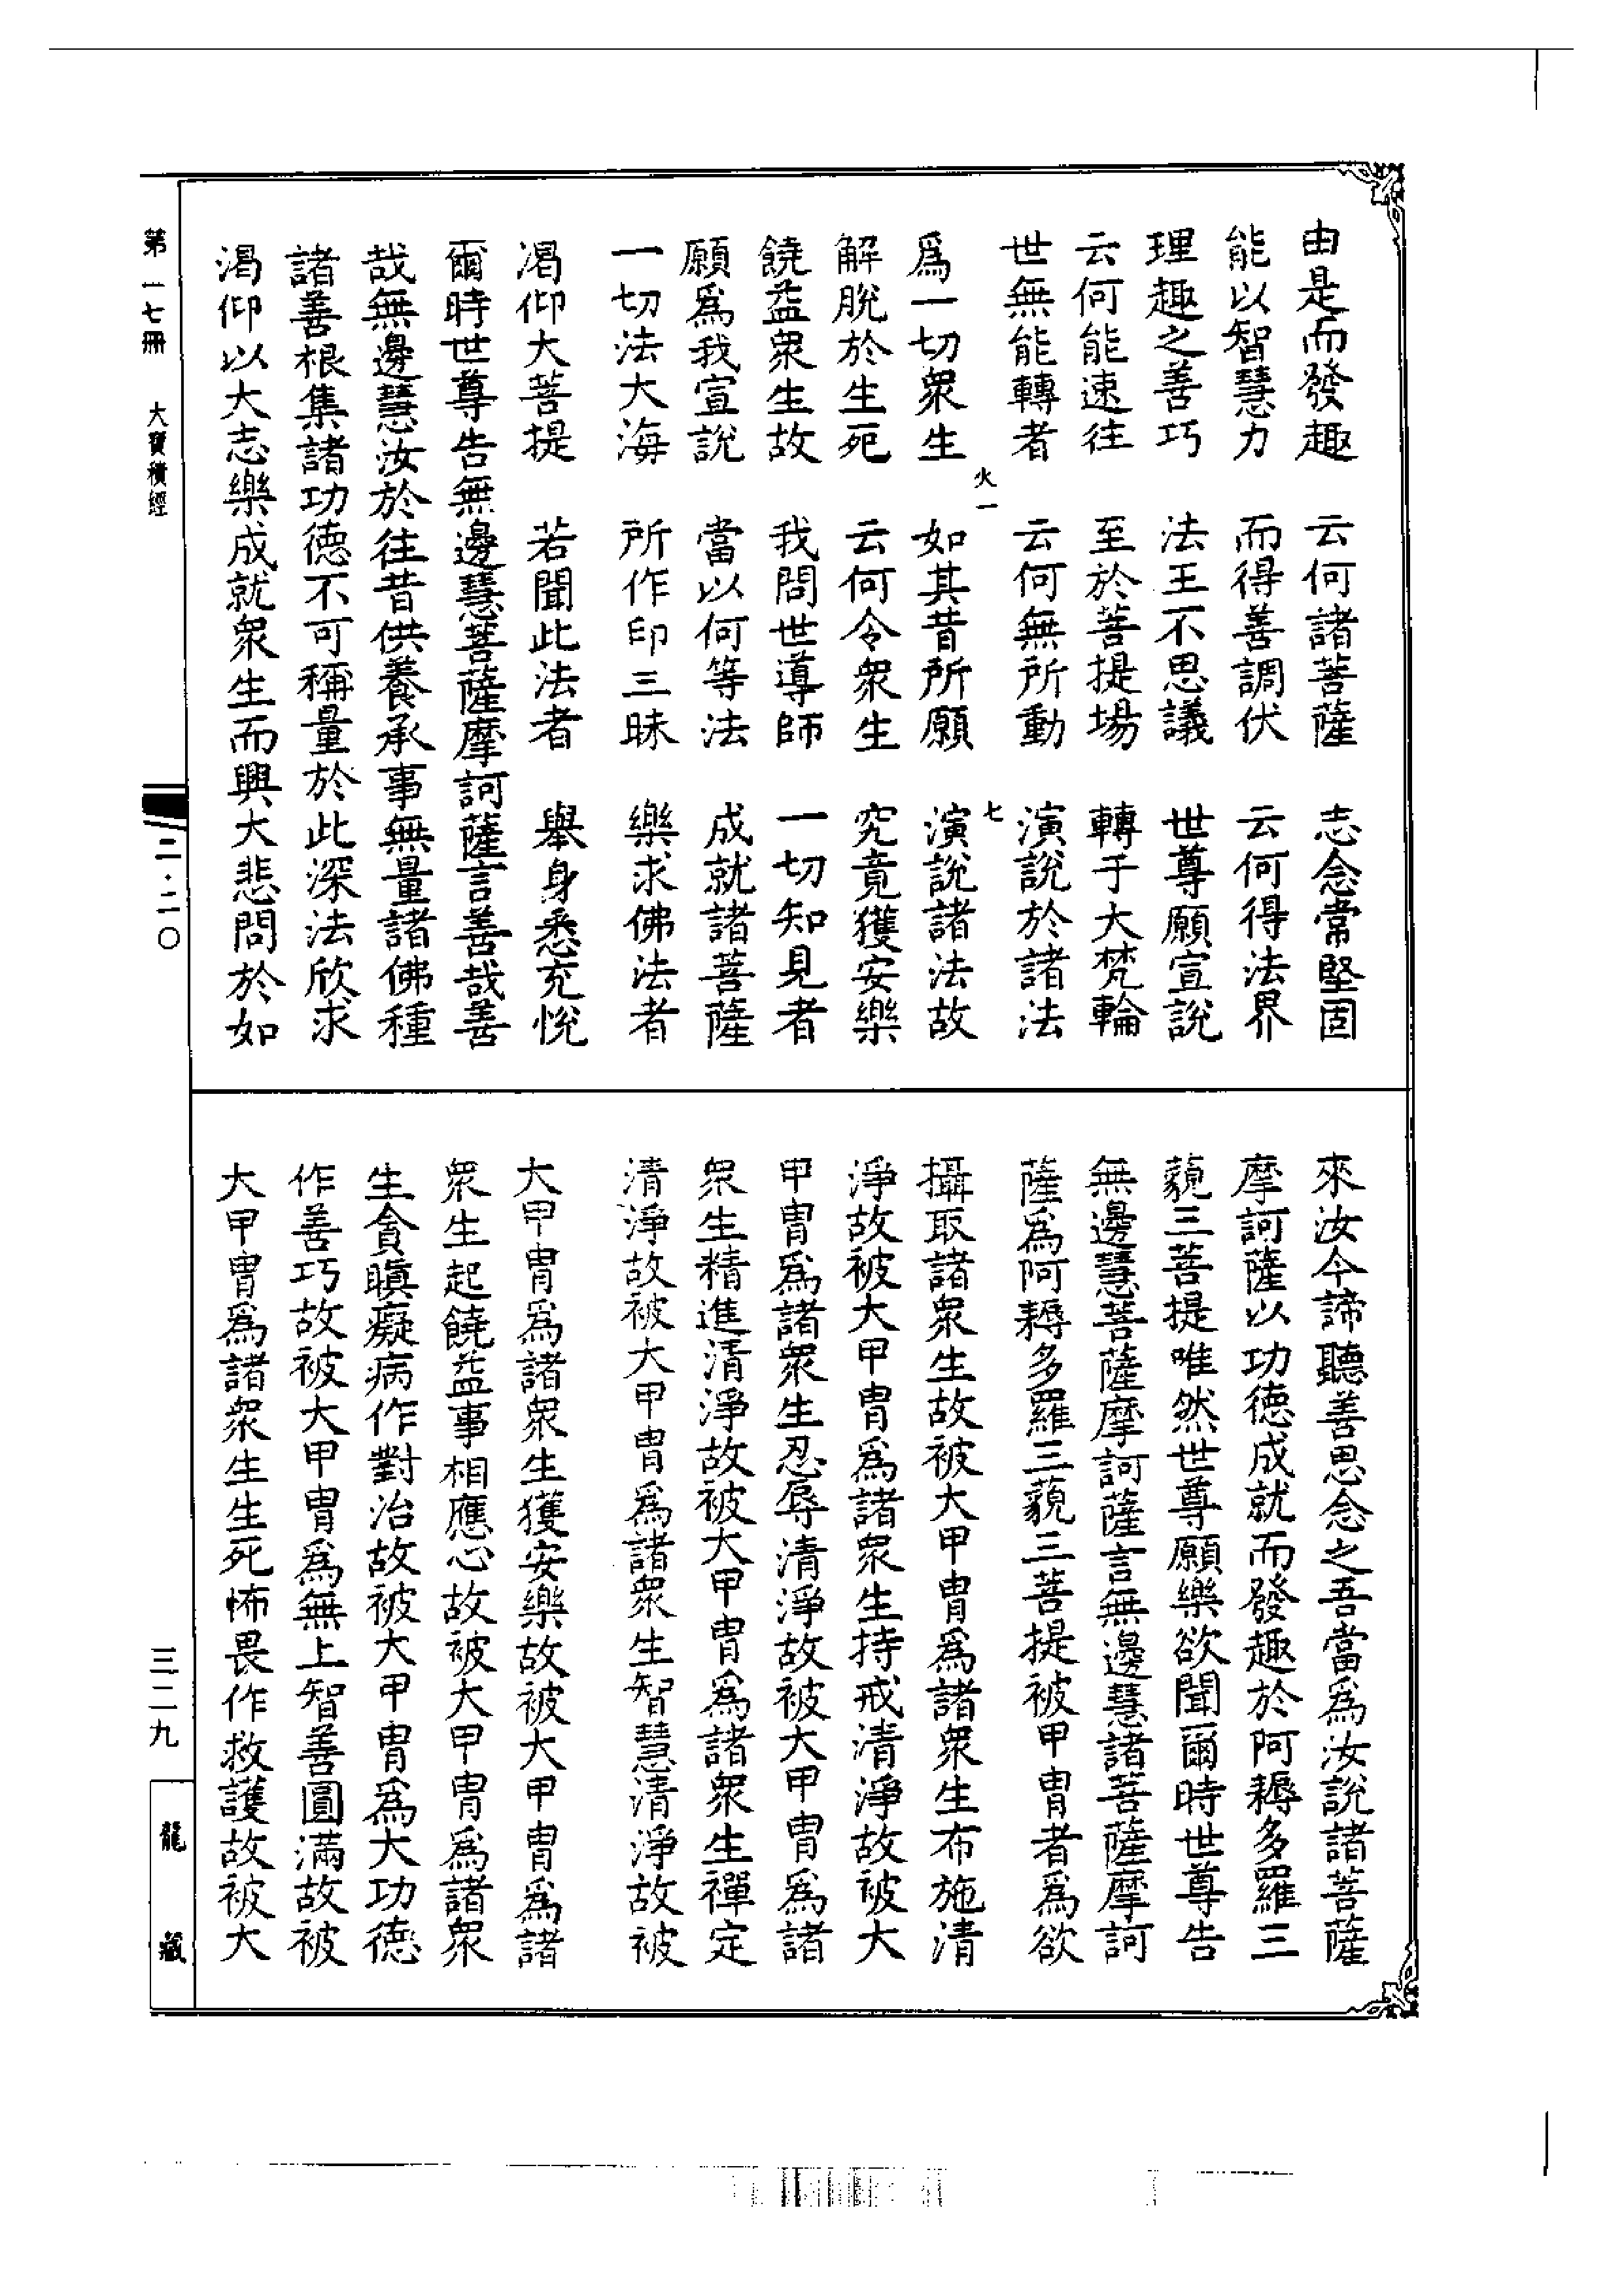 由是而發趣　云何諸菩薩　志念常堅固
能以智慧力　而得善調伏　云何得法界
理趣之善巧　法王不思議　世尊願宣說
云何能速往　至於菩提場　轉于大梵輪
世無能轉者　云何無所動　演說於諸法
火一　七
爲一切衆生　如其昔所願　演說諸法故
解脫於生死　云何令衆生　究竟獲安樂
饒益衆生故　我問世導師　一切知見者
願爲我宣說　當以何等法　成就諸菩薩
一切法大海　所作印三昧　樂求佛法者
渴仰大菩提　若聞此法者　舉身悉充悅
爾時世尊告無邊慧菩薩摩訶薩言善哉善
哉無邊慧汝於往昔供養承事無量諸佛種
諸善根集諸功德不可稱量於此深法欣求
渴仰以大志樂成就衆生而興大悲問於如
來汝今諦聽善思念之吾當爲汝說諸菩薩
摩訶薩以功德成就而發趣於阿耨多羅三
藐三菩提唯然世尊願樂欲聞爾時世尊告
無邊慧菩薩摩訶薩言無邊慧諸菩薩摩訶
薩爲阿耨多羅三藐三菩提被甲冑者爲欲
攝取諸衆生故被大甲冑爲諸衆生布施清
淨故被大甲冑爲諸衆生持戒清淨故被大
甲冑爲諸衆生忍辱清淨故被大甲冑爲諸
衆生精進清淨故被大甲冑爲諸衆生禪定
清淨故被大甲冑爲諸衆生智慧清淨故被
大甲冑爲諸衆生獲安樂故被大甲冑爲諸
衆生起饒益事相應心故被大甲冑爲諸衆
生貪瞋癡病作對治故被大甲冑爲大功德
作善巧故被大甲冑爲無上智善圓滿故被
大甲冑爲諸衆生生死怖畏作救護故被大
第一七冊　大寶積經
二·二〇
三二九
龍藏